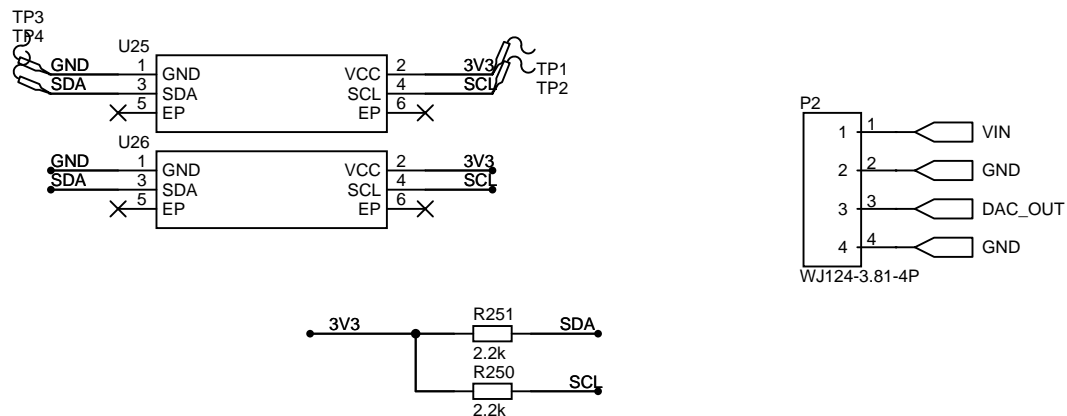 TP3
TP4
U25
GND 1 GND VCC 2 3V3
SDA 3 SDA SCL 4 SCL
5 EP EP 6
TP1
TP2
U26
GND 1 GND VCC 2 3V3
SDA 3 SDA SCL 4 SCL
5 EP EP 6
P2
1 1 VIN
2 2 GND
3 3 DAC_OUT
4 4 GND
WJ124-3.81-4P
R251
3V3 SDA
2.2k
R250
SCL
2.2k